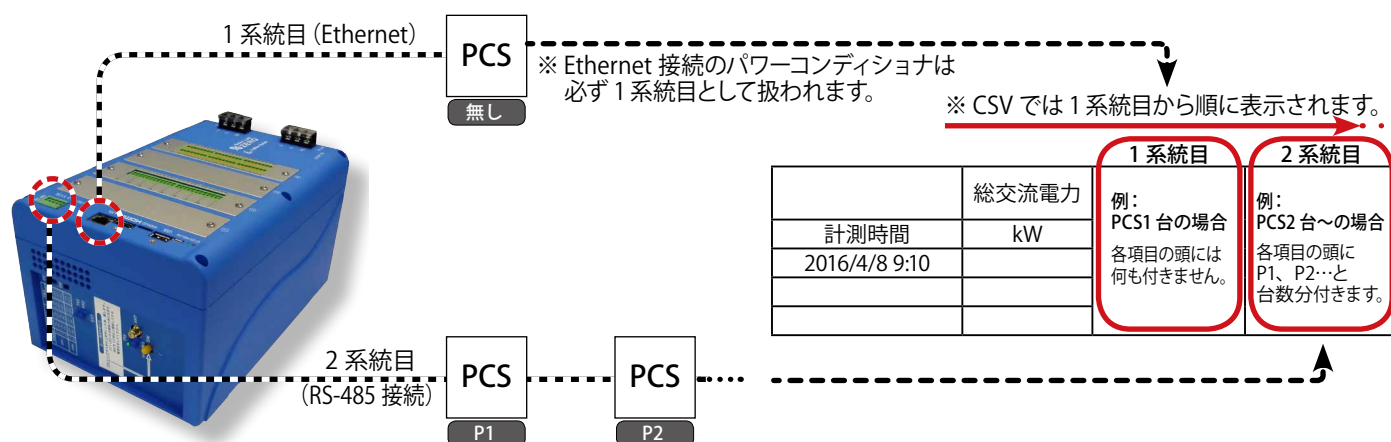 1 系統目 (Ethernet)
PCS
無し
※ Ethernet 接続のパワーコンディショナは
必ず 1 系統目として扱われます。
※ CSV では 1 系統目から順に表示されます。
1 系統目
2 系統目
総交流電力
計測時間
kW
2016/4/8 9:10
例：
PCS1 台の場合
各項目の頭には
何も付きません。
例：
PCS2 台～の場合
各項目の頭に
P1、P2…と
台数分付きます。
2 系統目
(RS-485 接続)
PCS
P1
PCS
P2